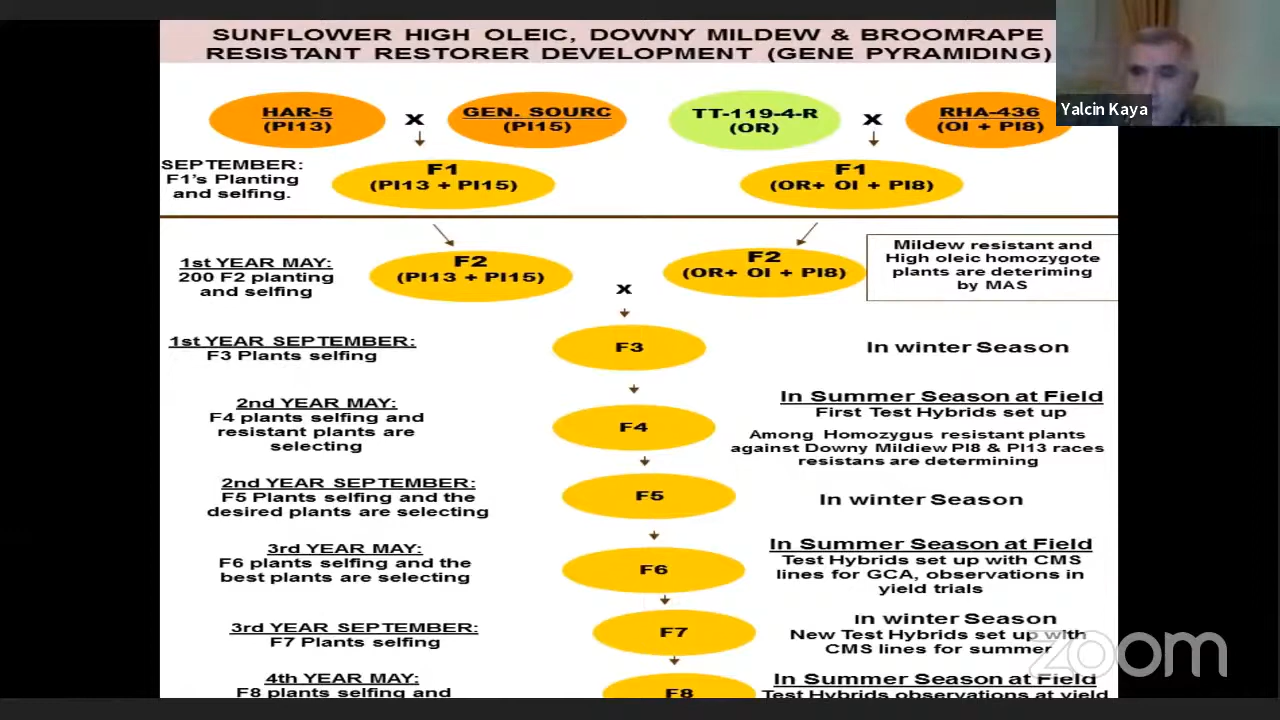 SUNFLOWER HIGH OLEIC, DOWNY MILDEW & BROOMRAPE
RESISTANT RESTORER DEVELOPMENT (GENE PYRAMIDING)
Yalcin Kaya
HAR-5
(PI13)
x
GEN. SOURC
(PI15)
TT-119-4-R
(OR)
x
RHA-436
(OI + PI8)
SEPTEMBER:
F1's Planting
and selfing.
F1
(PI13 + PI15)
F1
(OR+ OI + PI8)
1st YEAR MAY:
200 F2 planting
and selfing
F2
(PI13 + PI15)
x
F2
(OR+ OI + PI8)
Mildew resistant and
High oleic homozygote
plants are deteriming
by MAS
1st YEAR SEPTEMBER:
F3 Plants selfing
F3
In winter Season
2nd YEAR MAY:
F4 plants selfing and
resistant plants are
selecting
F4
In Summer Season at Field
First Test Hybrids set up
Among Homozygus resistant plants
against Downy Mildiew PI8 & PI13 races
resistans are determining
2nd YEAR SEPTEMBER:
F5 Plants selfing and the
desired plants are selecting
F5
In winter Season
3rd YEAR MAY:
F6 plants selfing and the
best plants are selecting
F6
In Summer Season at Field
Test Hybrids set up with CMS
lines for GCA, observations in
yield trials
3rd YEAR SEPTEMBER:
F7 Plants selfing
F7
In winter Season
New Test Hybrids set up with
CMS lines for summer
zoom
4th YEAR MAY:
F8 plants selfing and
F8
In Summer Season at Field
Test Hybrids observations at yield